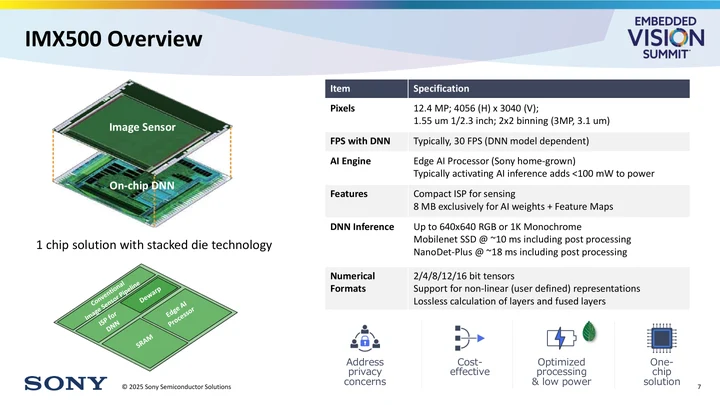 IMX500 Overview
EMBEDDED
VISION
SUMMIT
Image Sensor
On-chip DNN
1 chip solution with stacked die technology
Conventional
Image Sensor Pipeline
Dewarp
ISP for
DNN
Edge AI
Processor
SRAM
Item Specification
Pixels 12.4 MP; 4056 (H) x 3040 (V);
1.55 um 1/2.3 inch; 2x2 binning (3MP, 3.1 um)
FPS with DNN Typically, 30 FPS (DNN model dependent)
AI Engine Edge AI Processor (Sony home-grown)
Typically activating AI inference adds <100 mW to power
Features Compact ISP for sensing
8 MB exclusively for AI weights + Feature Maps
DNN Inference Up to 640x640 RGB or 1K Monochrome
Mobilenet SSD @ ~10 ms including post processing
NanoDet-Plus @ ~18 ms including post processing
Numerical 2/4/8/12/16 bit tensors
Formats Support for non-linear (user defined) representations
Lossless calculation of layers and fused layers
Address
privacy
concerns
Cost-
effective
Optimized
processing
& low power
One-
chip
solution
SONY © 2025 Sony Semiconductor Solutions
7